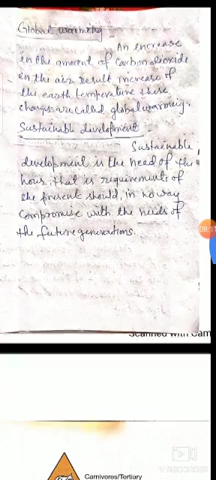 Global warming
An increase
in the amount of Carbondioxide
in the air result increase of
the earth temperature these
changes are called global warming.
Sustainable development
Sustainable
development is the need of the
hour that is requirements of
the present should, in no way
compromise with the needs of
the future generations.
Scanned with Cam
Carnivores/Tertiary